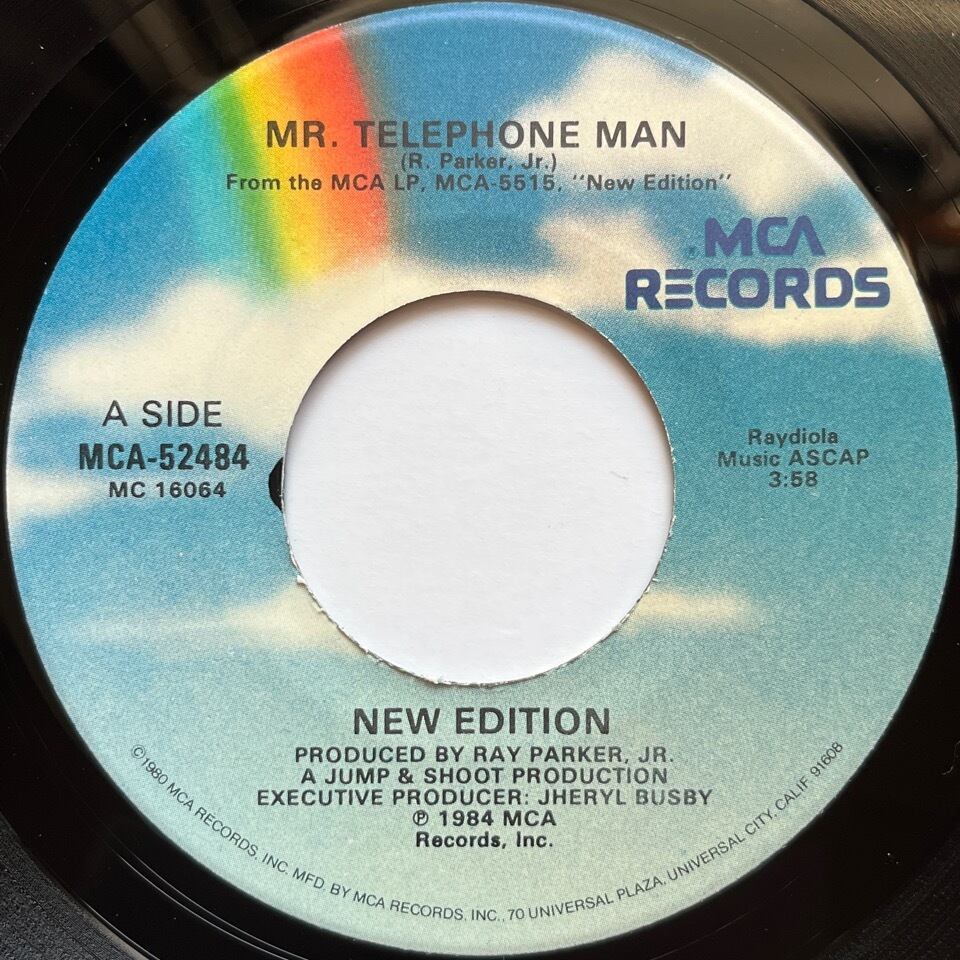 MR. TELEPHONE MAN
(R. Parker, Jr.)
From the MCA LP, MCA-5515, "New Edition"
MCA
RECORDS
A SIDE
MCA-52484
MC 16064
Raydiola
Music ASCAP
3:58
NEW EDITION
PRODUCED BY RAY PARKER, JR.
A JUMP & SHOOT PRODUCTION
EXECUTIVE PRODUCER: JHERYL BUSBY
℗ 1984 MCA
Records, Inc.
©1980 MCA RECORDS, INC. MFD. BY MCA RECORDS, INC., 70 UNIVERSAL PLAZA, UNIVERSAL CITY, CALIF. 91608